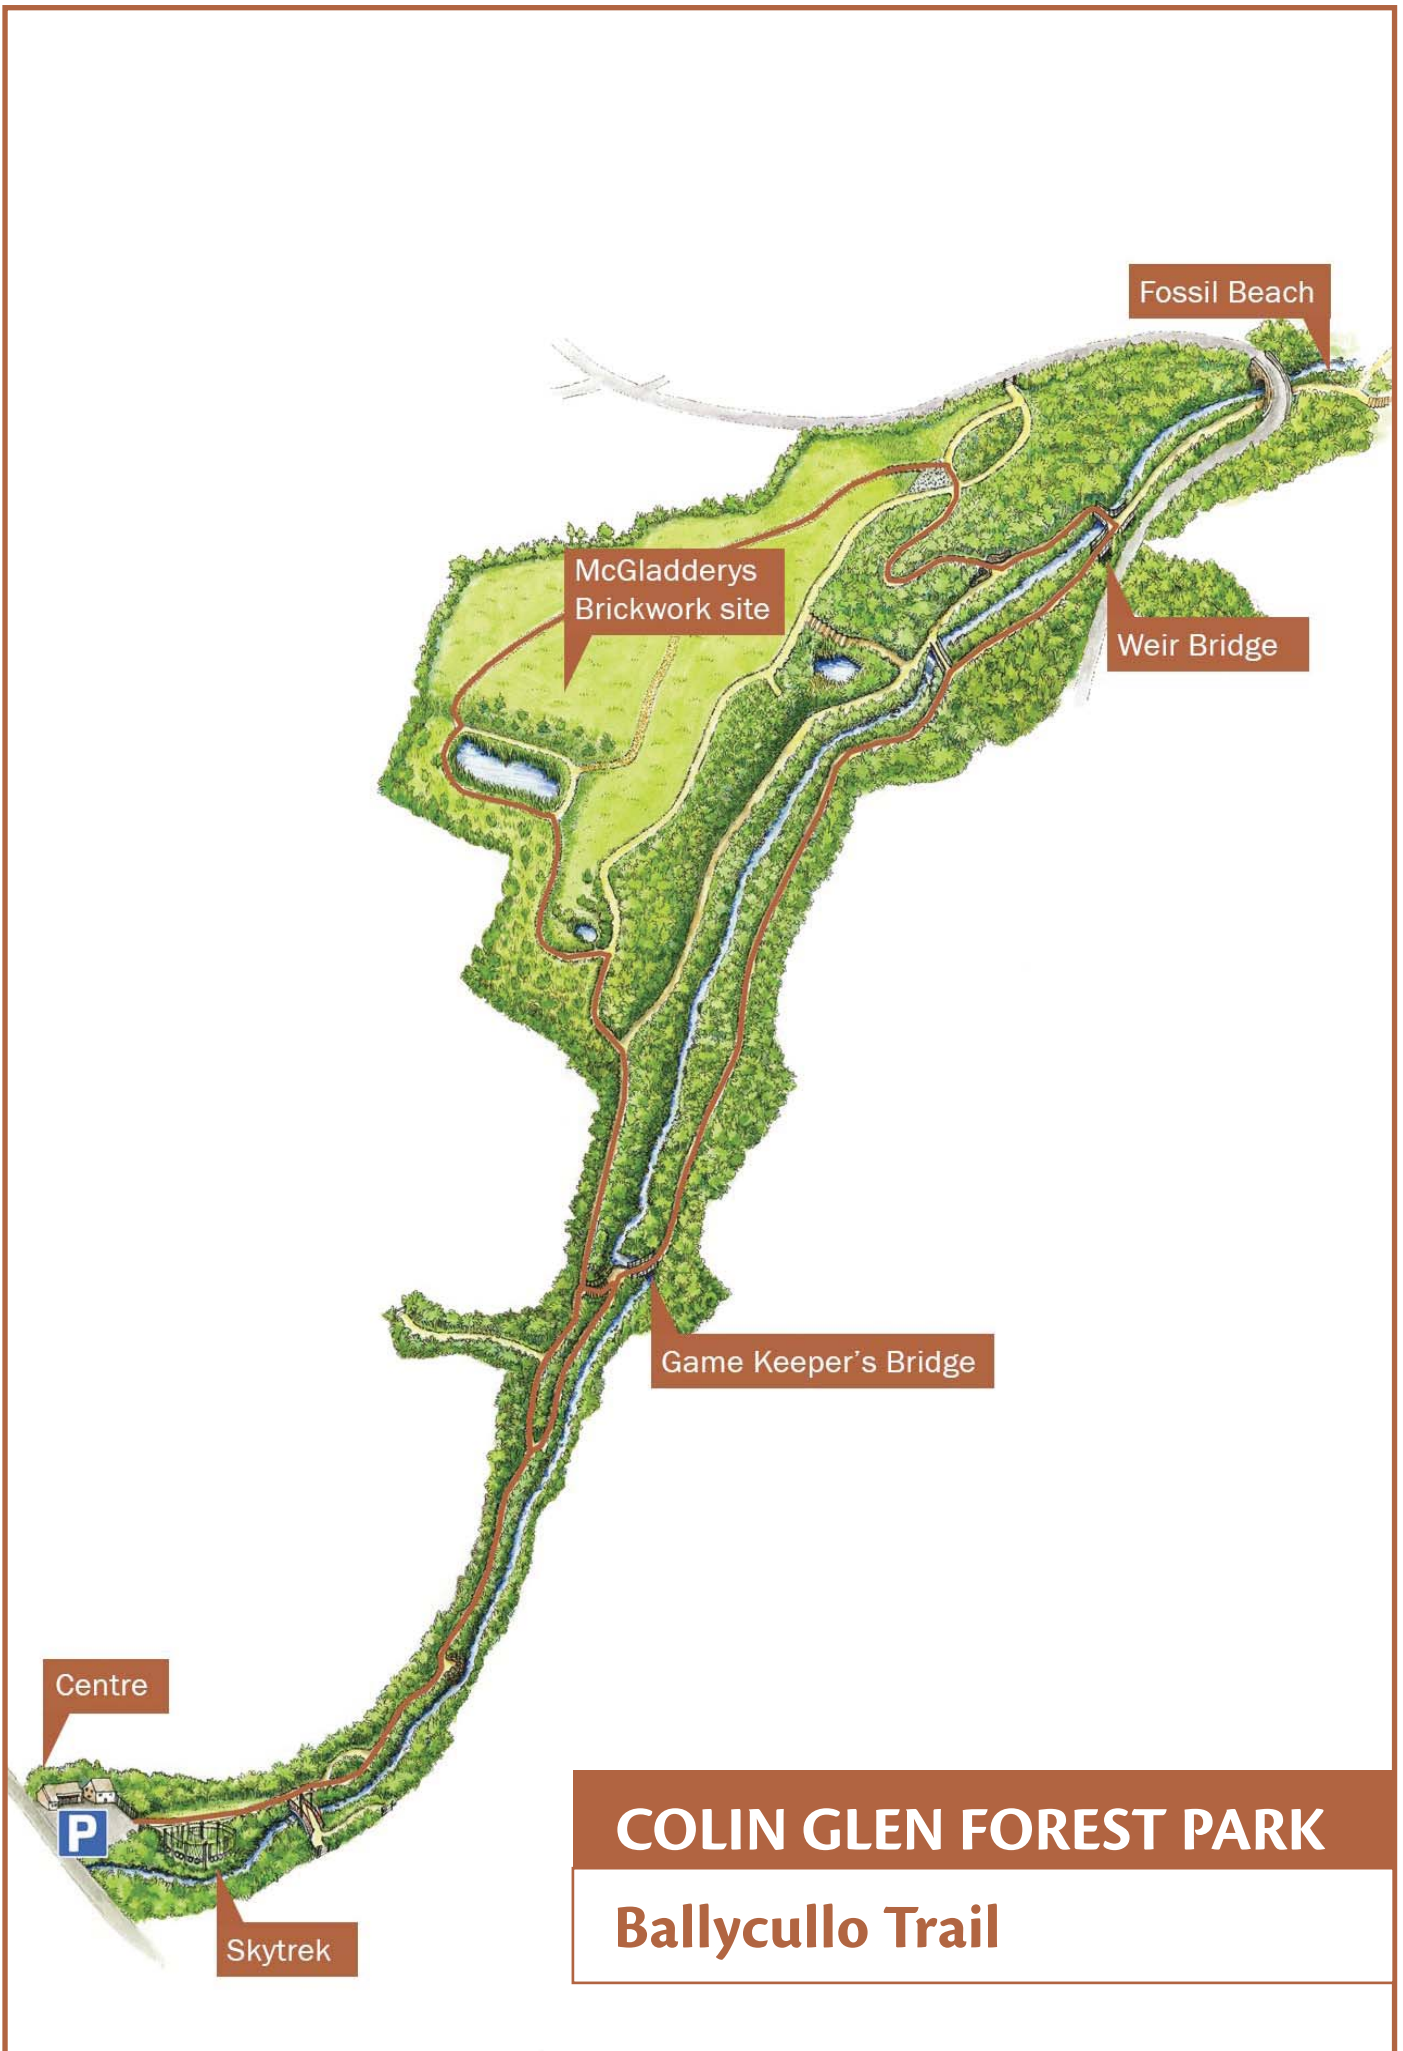 Fossil Beach
McGladderys
Brickwork site
Weir Bridge
Game Keeper's Bridge
Centre
P
Skytrek
COLIN GLEN FOREST PARK
Ballycullo Trail